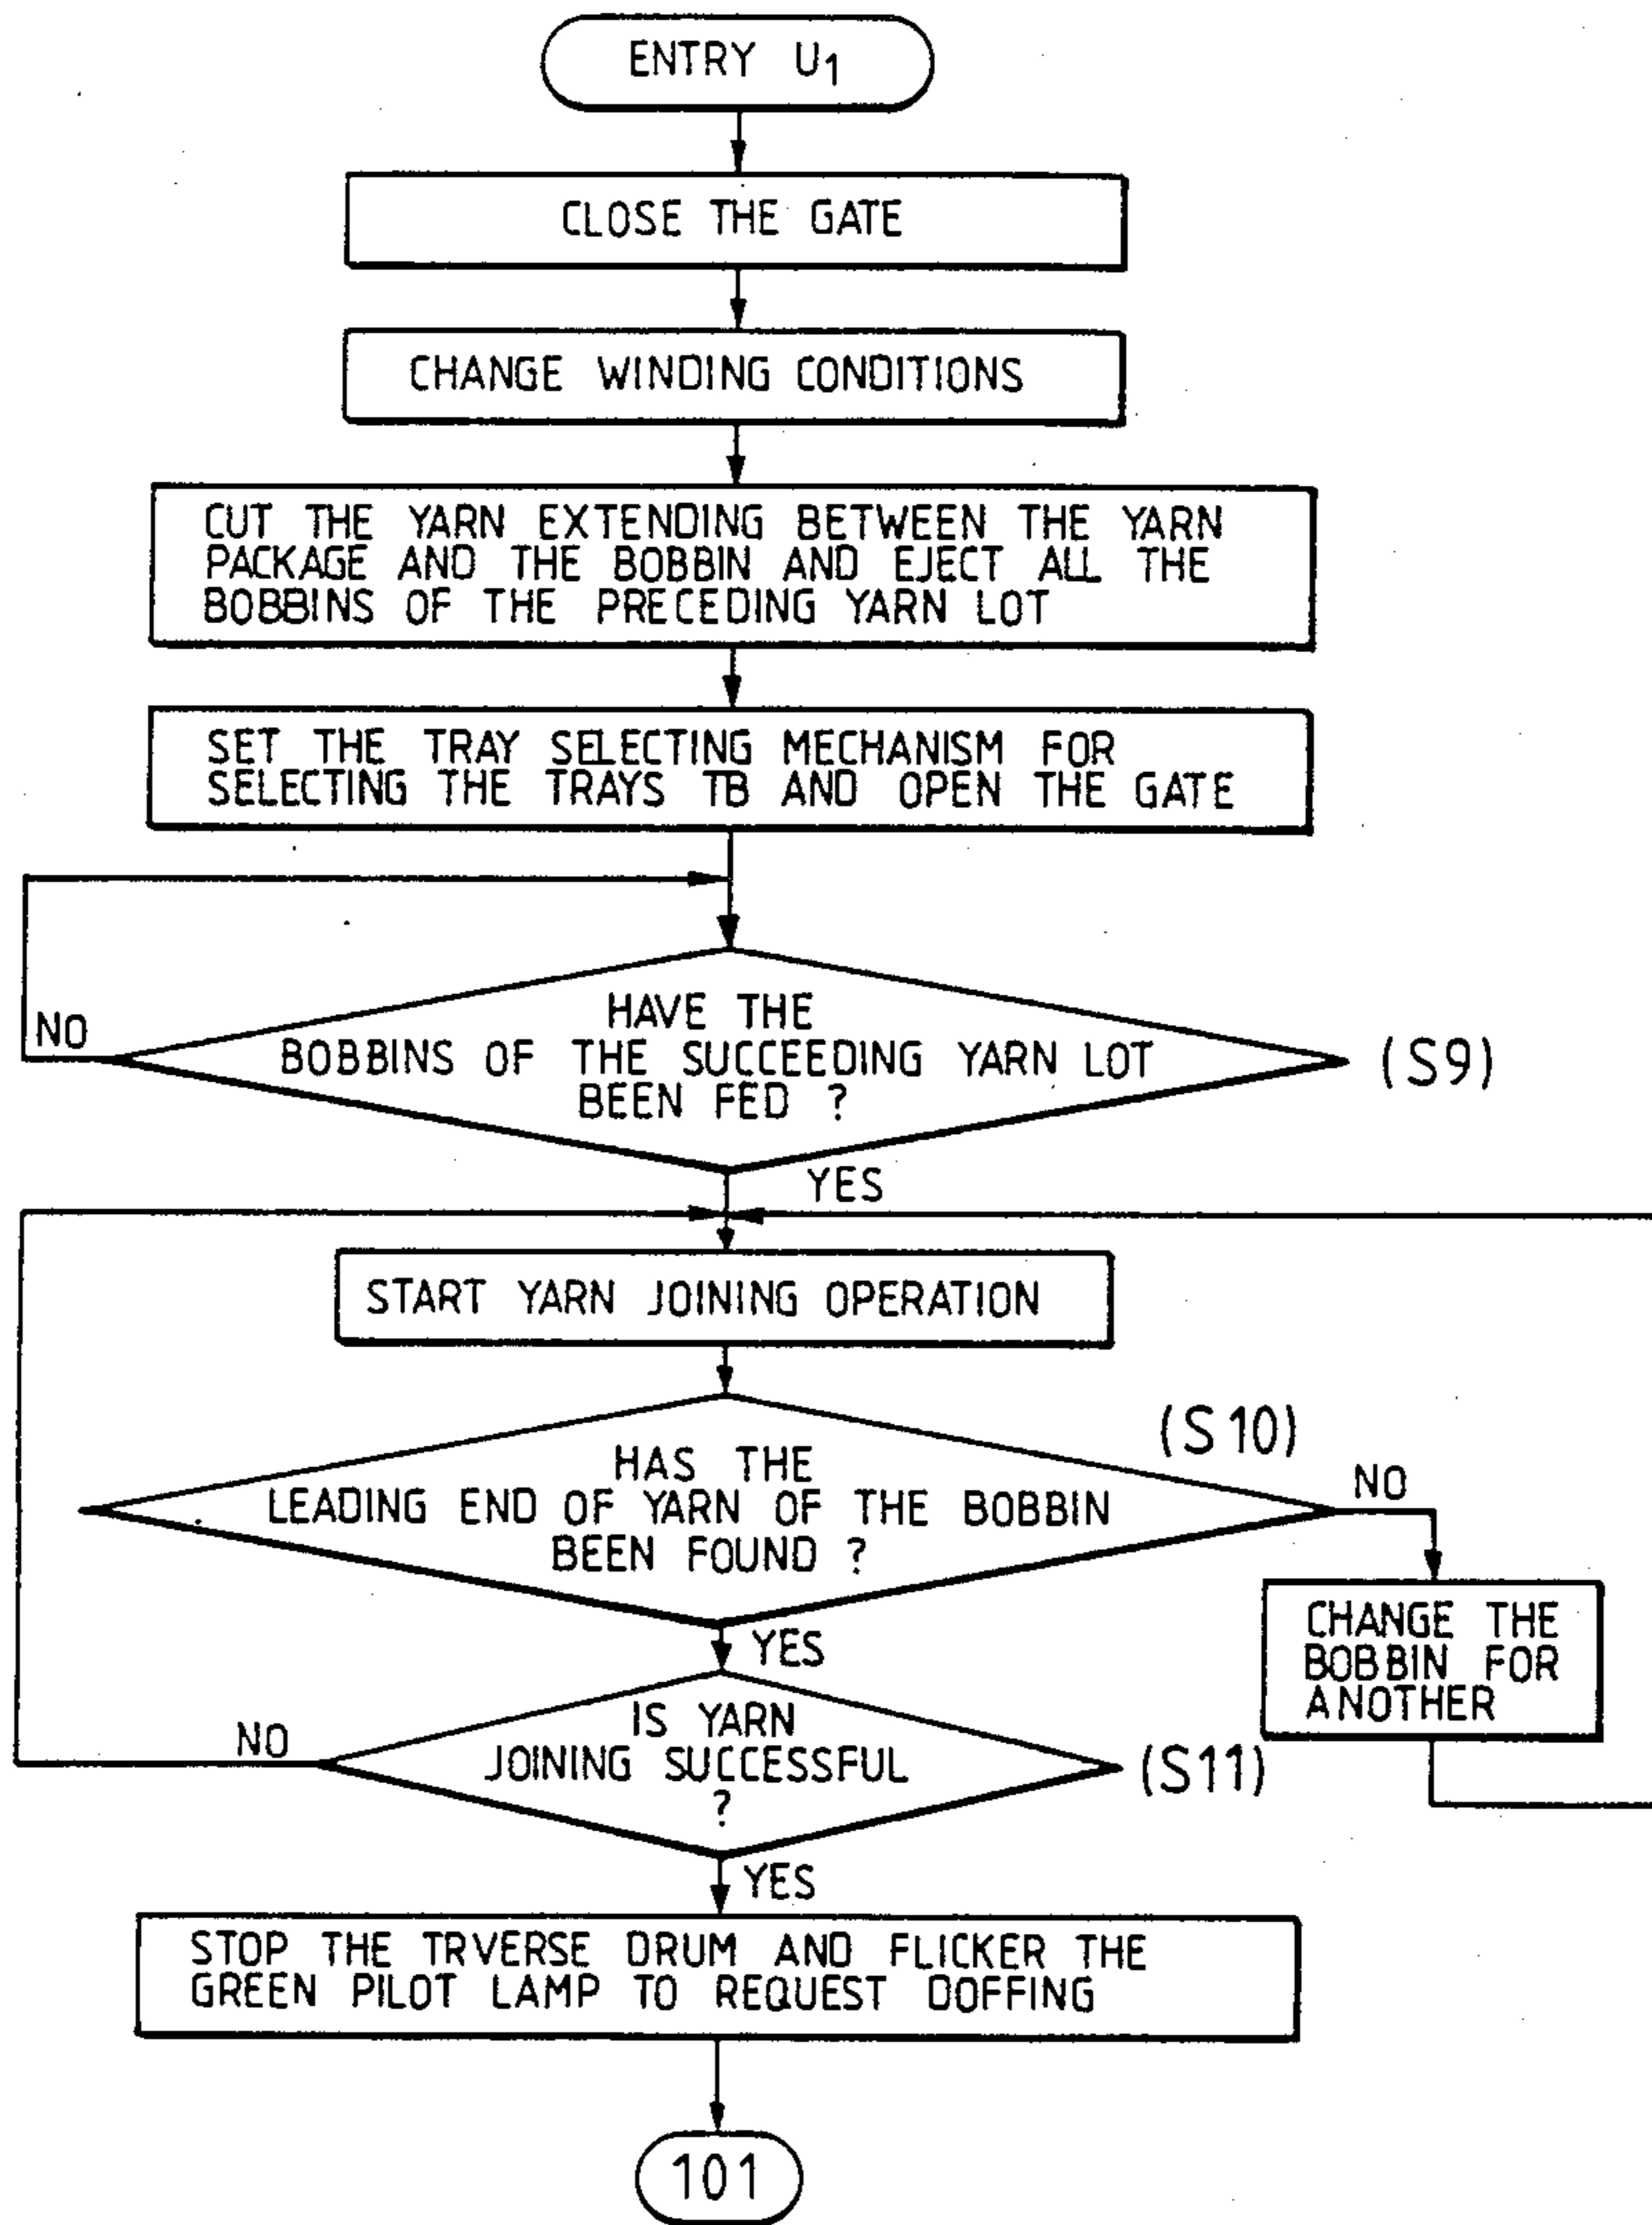 ENTRY U1
CLOSE THE GATE
CHANGE WINDING CONDITIONS
CUT THE YARN EXTENDING BETWEEN THE YARN
PACKAGE AND THE BOBBIN AND EJECT ALL THE
BOBBINS OF THE PRECEDING YARN LOT
SET THE TRAY SELECTING MECHANISM FOR
SELECTING THE TRAYS TB AND OPEN THE GATE
HAVE THE
BOBBINS OF THE SUCCEEDING YARN LOT
BEEN FED ?
NO
(S9)
YES
START YARN JOINING OPERATION
(S10)
HAS THE
LEADING END OF YARN OF THE BOBBIN
BEEN FOUND ?
NO
CHANGE THE
BOBBIN FOR
ANOTHER
YES
IS YARN
JOINING SUCCESSFUL
?
NO
(S11)
YES
STOP THE TRVERSE DRUM AND FLICKER THE
GREEN PILOT LAMP TO REQUEST DOFFING
101